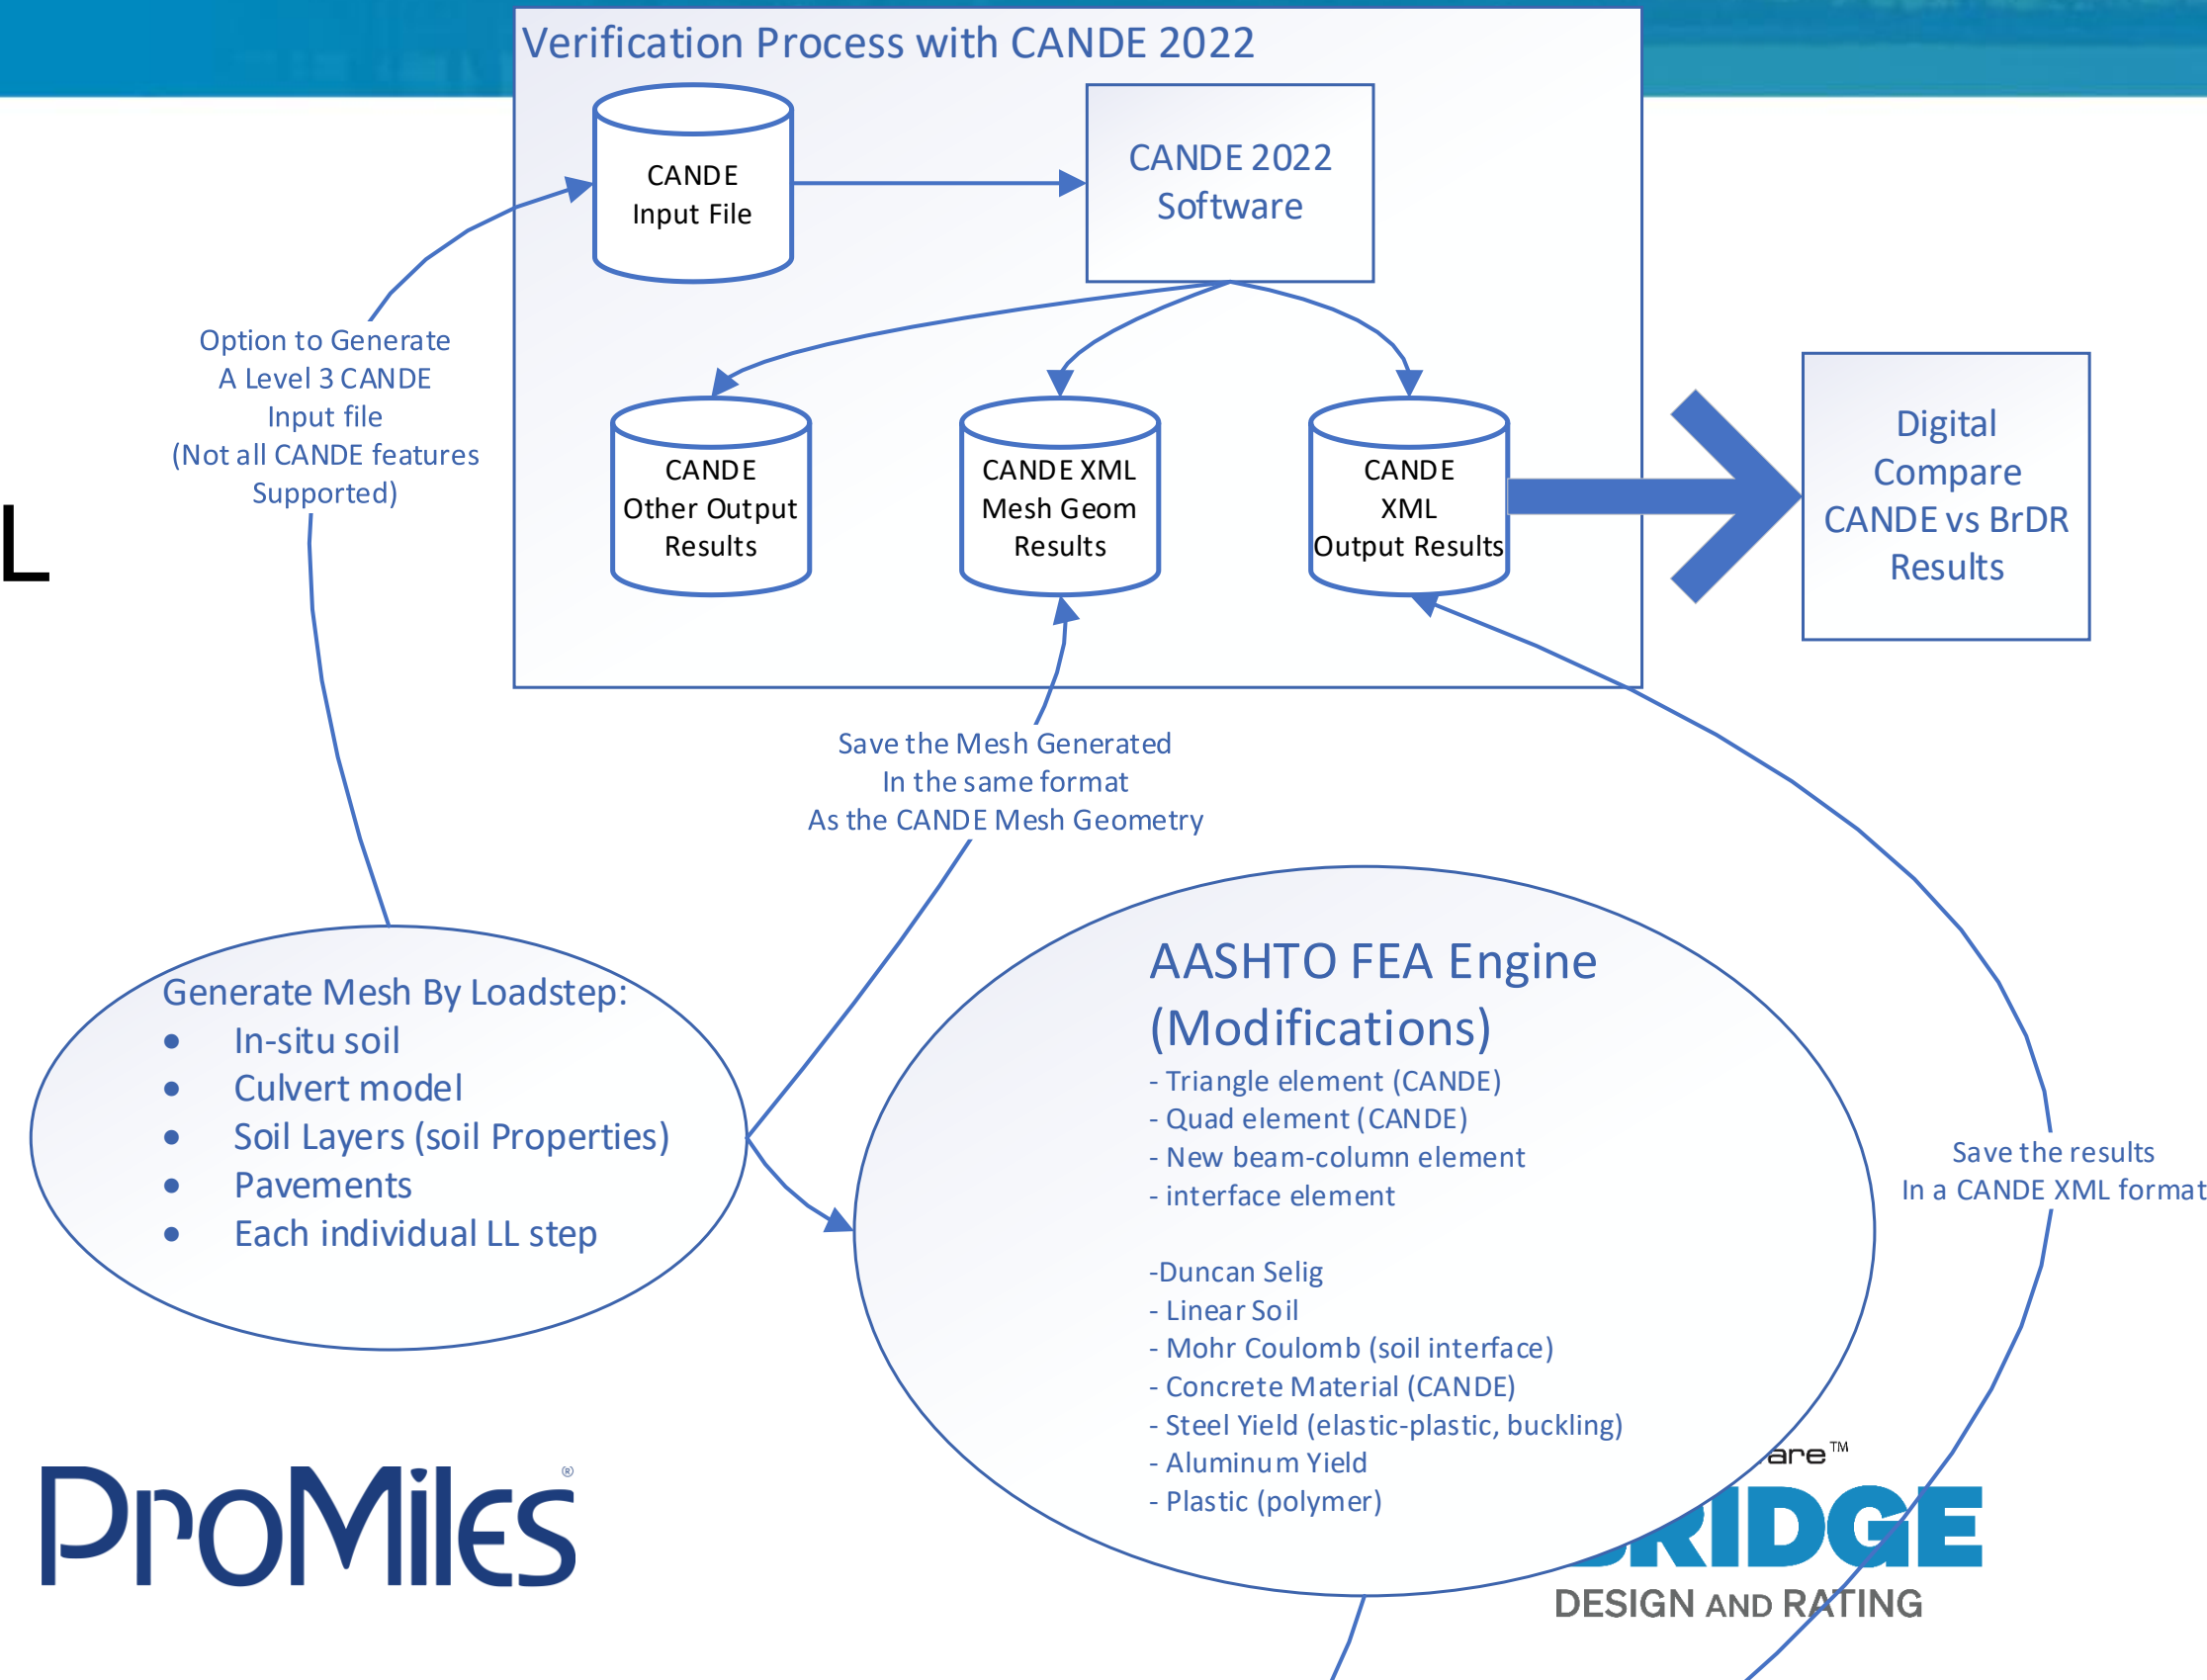 Verification Process with CANDE 2022
CANDE
Input File
CANDE 2022
Software
Option to Generate
A Level 3 CANDE
Input file
(Not all CANDE features
Supported)
L
CANDE
Other Output
Results
CANDE XML
Mesh Geom
Results
CANDE
XML
Output Results
Digital
Compare
CANDE vs BrDR
Results
Save the Mesh Generated
In the same format
As the CANDE Mesh Geometry
Generate Mesh By Loadstep:
• In-situ soil
• Culvert model
• Soil Layers (soil Properties)
• Pavements
• Each individual LL step
AASHTO FEA Engine
(Modifications)
- Triangle element (CANDE)
- Quad element (CANDE)
- New beam-column element
- interface element
-Duncan Selig
- Linear Soil
- Mohr Coulomb (soil interface)
- Concrete Material (CANDE)
- Steel Yield (elastic-plastic, buckling)
- Aluminum Yield
- Plastic (polymer)
Save the results
In a CANDE XML format
ProMiles®
are™
BRIDGE
DESIGN AND RATING